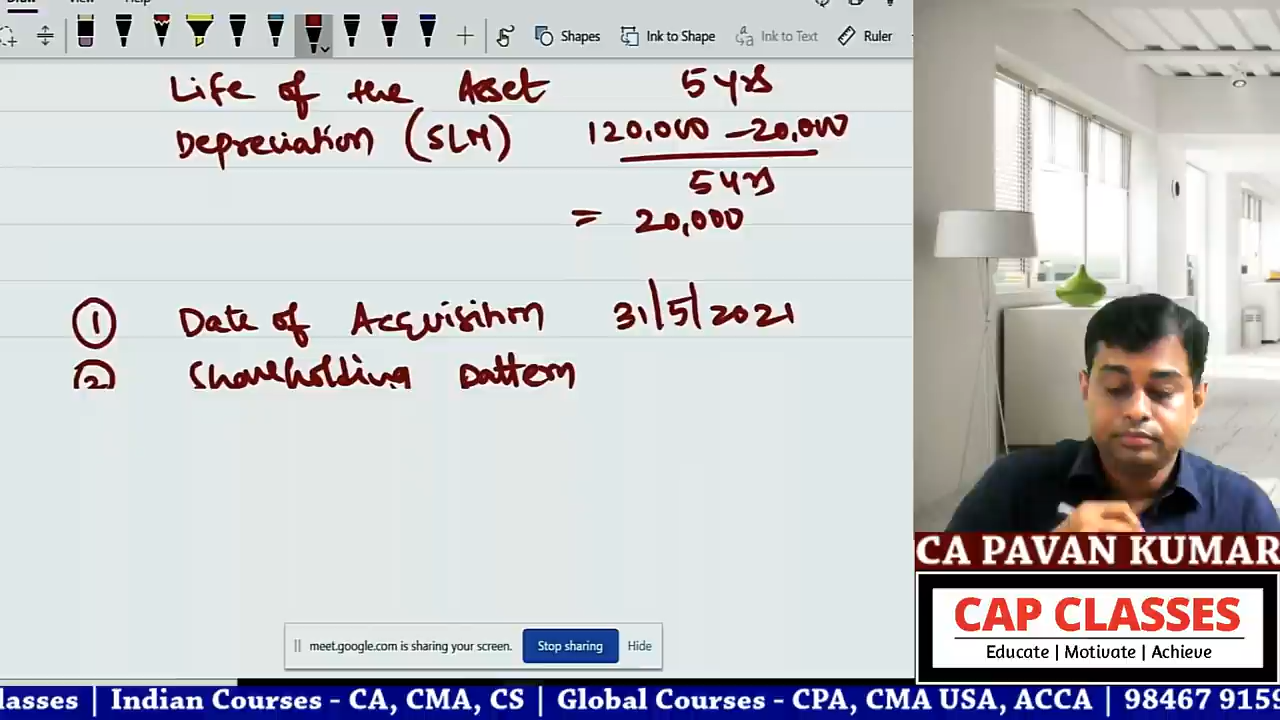 Shapes
Ink to Shape
Ink to Text
Ruler
Life of the Asset 5 yrs
Depreciation (SLM) 120,000 – 20,000
5 yrs
= 20,000
1 Date of Acquisition 31/5/2021
2 Shareholding Pattern
meet.google.com is sharing your screen. Stop sharing Hide
CA PAVAN KUMAR
CAP CLASSES
Educate | Motivate | Achieve
lasses | Indian Courses - CA, CMA, CS | Global Courses - CPA, CMA USA, ACCA | 98467 9159